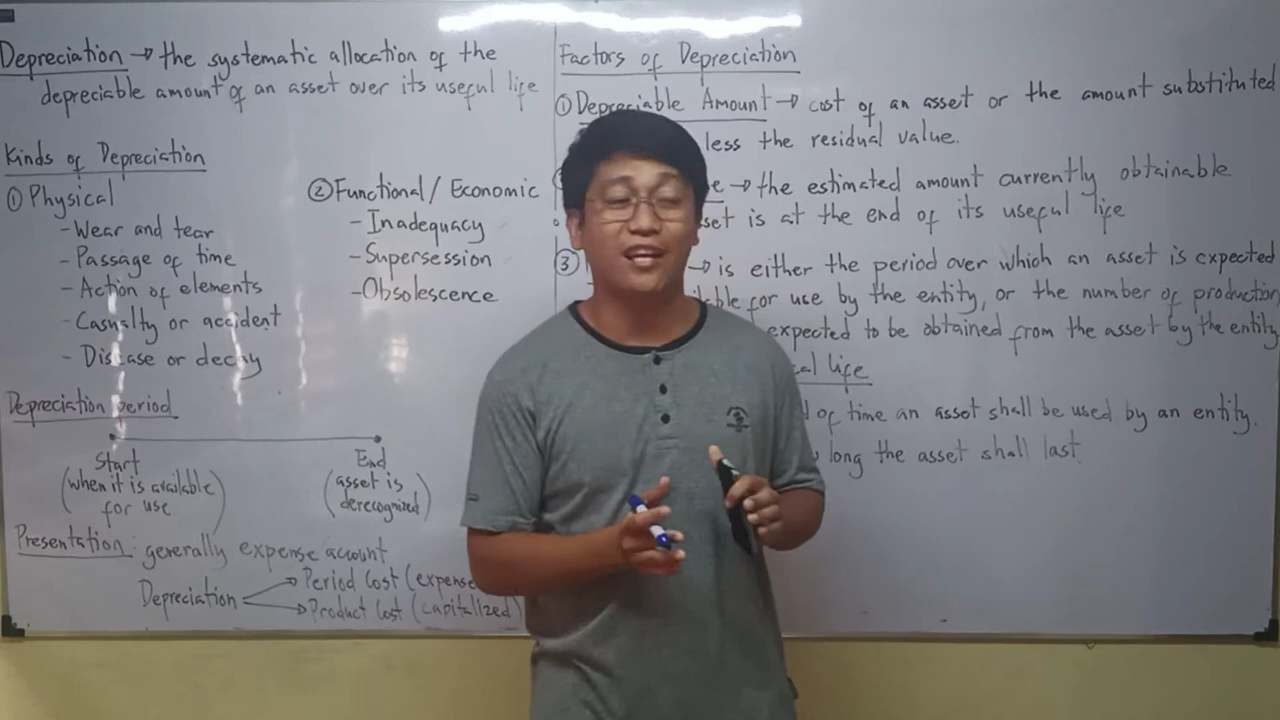 Depreciation → the systematic allocation of the
depreciable amount of an asset over its useful life
Kinds of Depreciation
① Physical
- Wear and tear
- Passage of time
- Action of elements
- Casualty or accident
- Disease or decay
② Functional / Economic
- Inadequacy
- Supersession
- Obsolescence
Depreciation period
Start
(when it is available
for use)
End
(asset is
derecognized)
Presentation: generally expense account
Depreciation
Period Cost (expense
Product Cost (capitalized)
Factors of Depreciation
① Depreciable Amount → cost of an asset or the amount substituted
less the residual value.
→ the estimated amount currently obtainable
is at the end of its useful life
③ → is either the period over which an asset is expected
for use by the entity, or the number of production
expected to be obtained from the asset by the entity
life
of time an asset shall be used by an entity.
long the asset shall last.